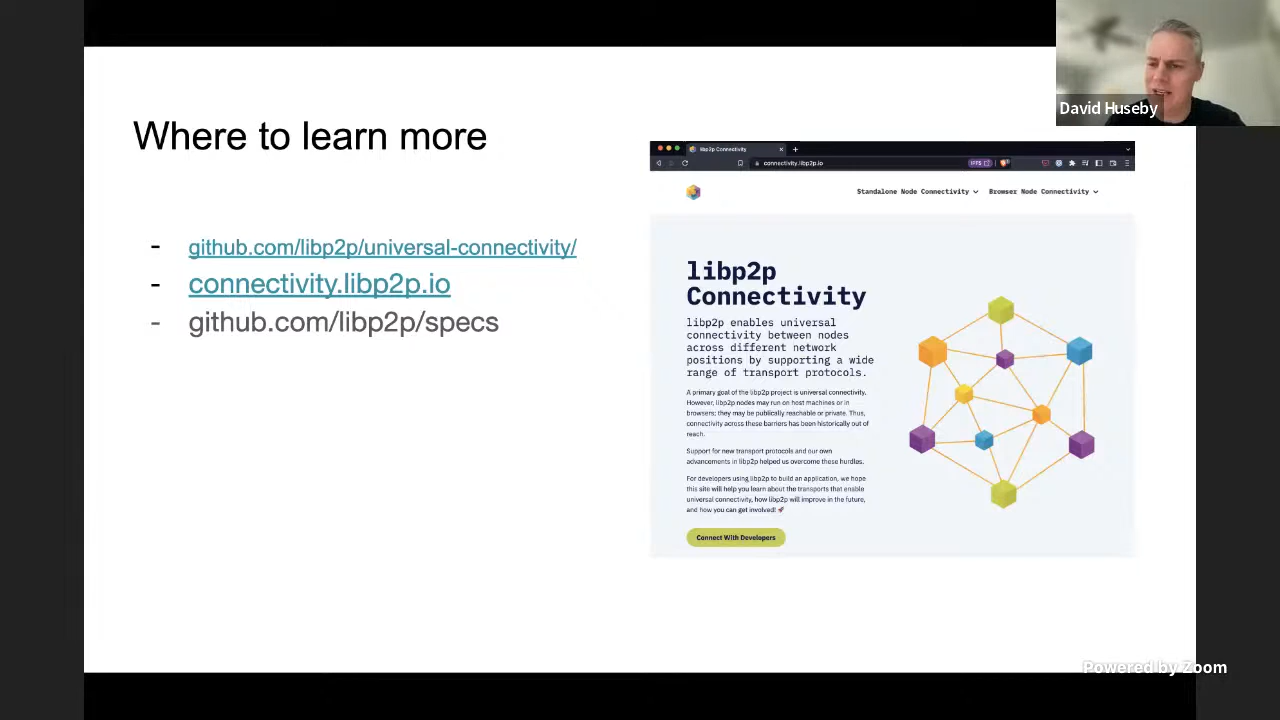 David Huseby
Where to learn more
- github.com/libp2p/universal-connectivity/
- connectivity.libp2p.io
- github.com/libp2p/specs
libp2p Connectivity
connectivity.libp2p.io
Standalone Node Connectivity
Browser Node Connectivity
libp2p
Connectivity
libp2p enables universal
connectivity between nodes
across different network
positions by supporting a wide
range of transport protocols.
A primary goal of the libp2p project is universal connectivity.
However, libp2p nodes may run on host machines or in
browsers; they may be publically reachable or private. Thus,
connectivity across these barriers has been historically out of
reach.
Support for new transport protocols and our own
advancements in libp2p helped us overcome these hurdles.
For developers using libp2p to build an application, we hope
this site will help you learn about the transports that enable
universal connectivity, how libp2p will improve in the future,
and how you can get involved! 🚀
Connect With Developers
Powered by Zoom